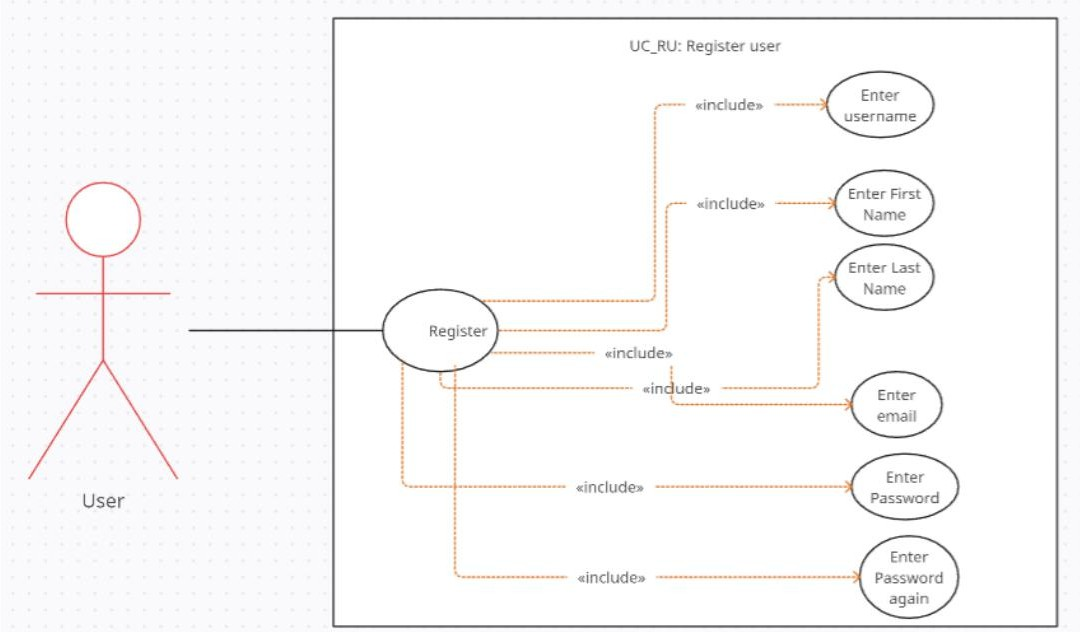 UC_RU: Register user
«include»
Enter
username
«include»
Enter First
Name
Enter Last
Name
Register
«include»
«include»
Enter
email
«include»
Enter
Password
User
«include»
Enter
Password
again